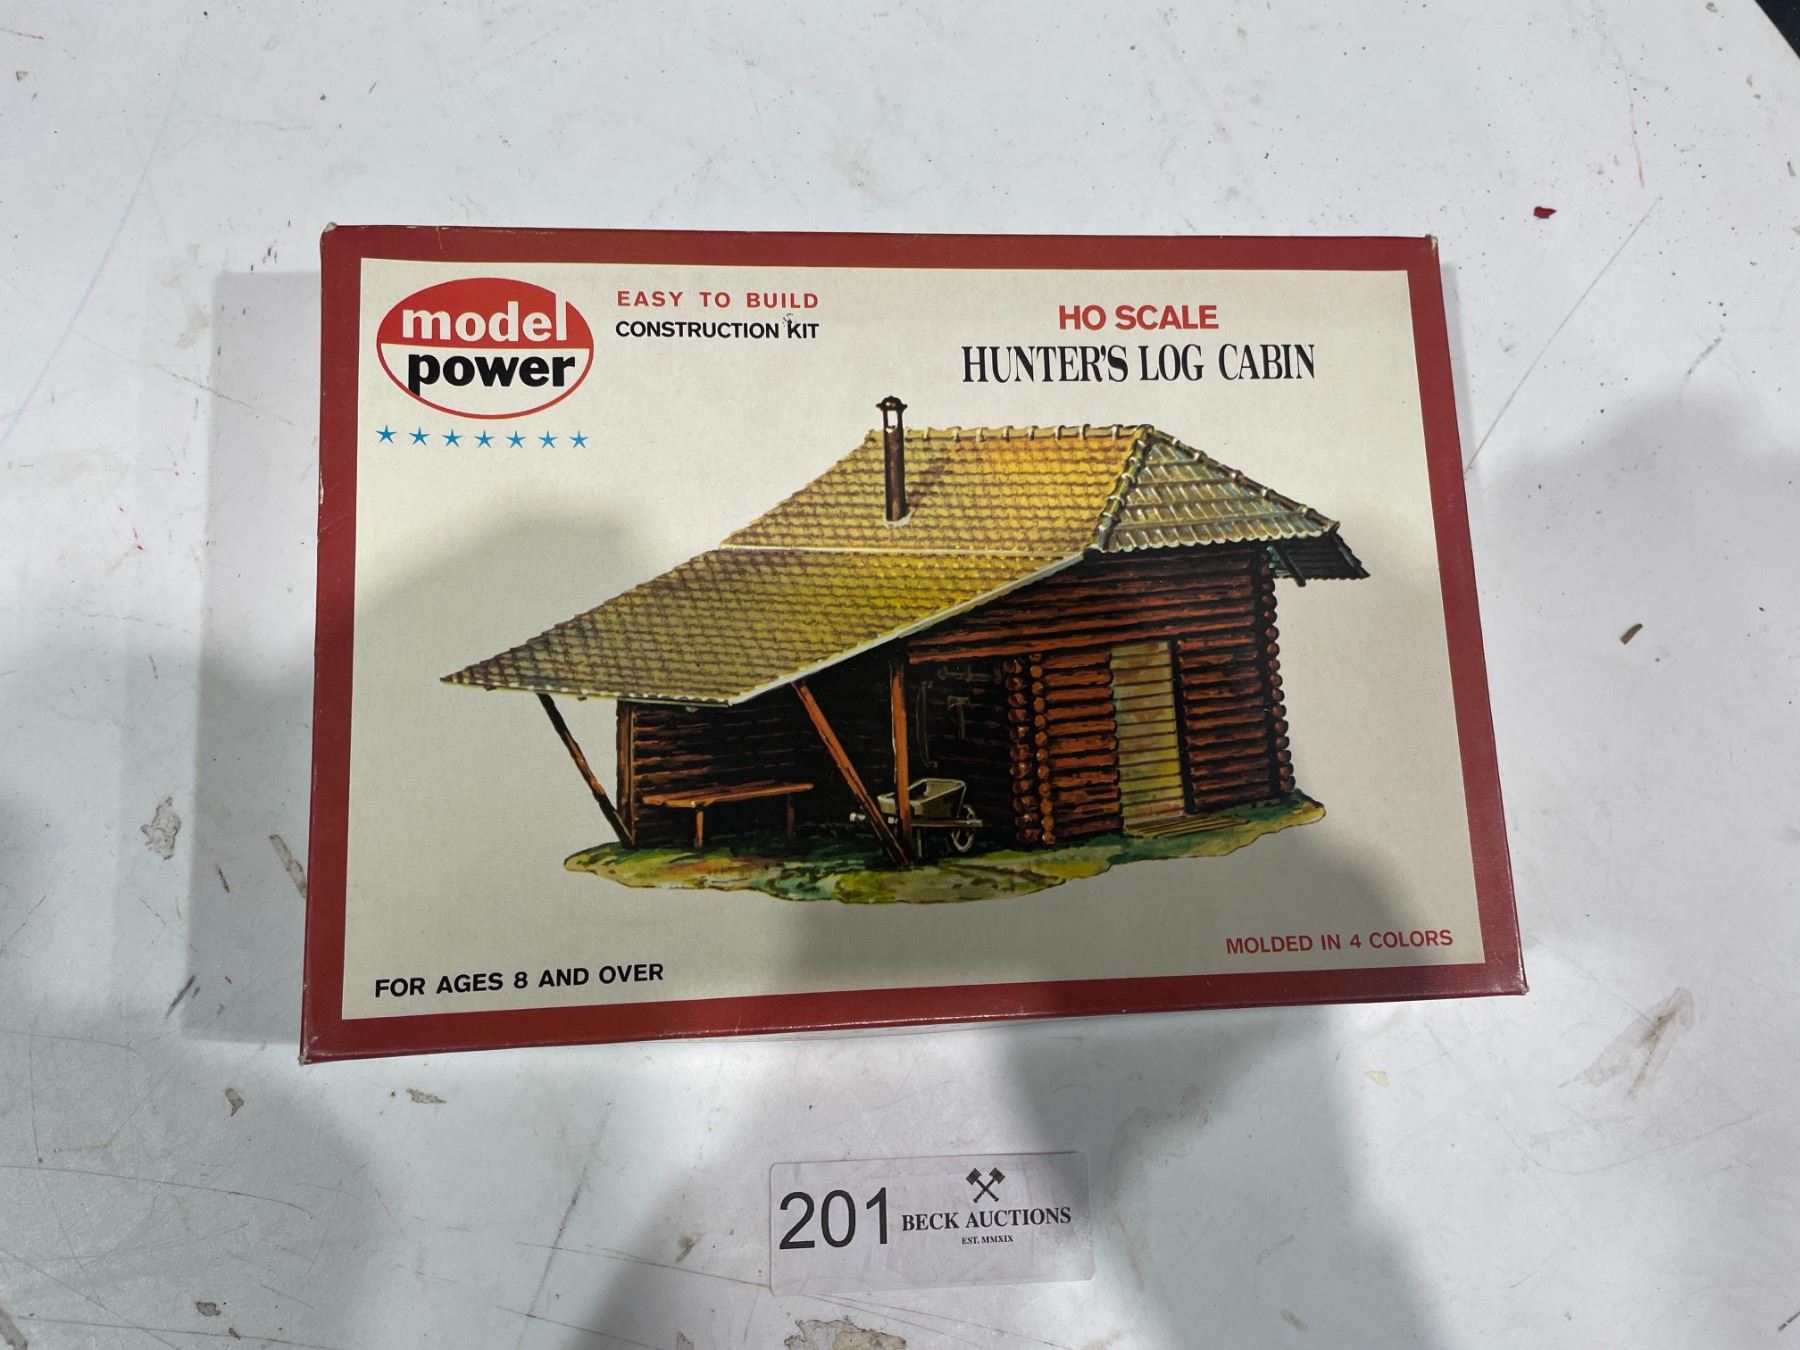 model
power
EASY TO BUILD
CONSTRUCTION KIT
HO SCALE
HUNTER'S LOG CABIN
FOR AGES 8 AND OVER
MOLDED IN 4 COLORS
201
BECK AUCTIONS
EST. MMXIX